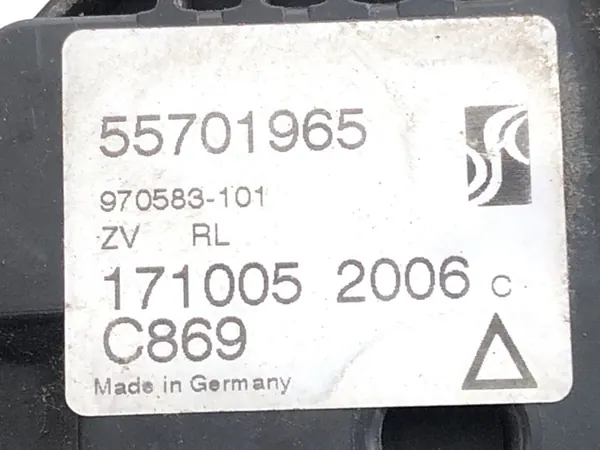 55701965
970583-101
ZV RL
171005 2006 C
C869
Made in Germany